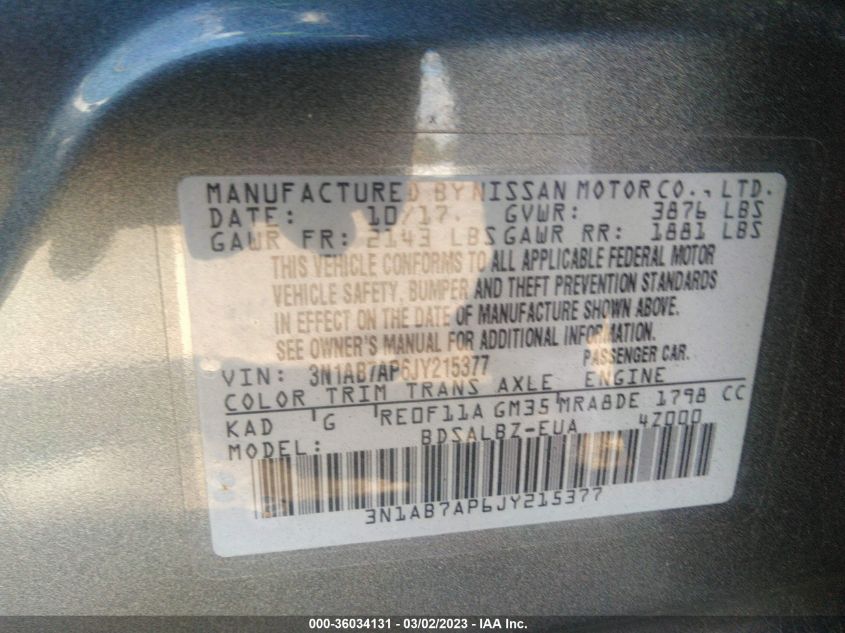 MANUFACTURED BY NISSAN MOTOR CO., LTD.
DATE: 10/17. GVWR: 3876 LBS
GAWR FR: 2143 LBS GAWR RR: 1881 LBS
THIS VEHICLE CONFORMS TO ALL APPLICABLE FEDERAL MOTOR
VEHICLE SAFETY, BUMPER AND THEFT PREVENTION STANDARDS
IN EFFECT ON THE DATE OF MANUFACTURE SHOWN ABOVE.
SEE OWNER'S MANUAL FOR ADDITIONAL INFORMATION.
VIN: 3N1AB7AP6JY215377 PASSENGER CAR.
COLOR TRIM TRANS AXLE ENGINE
KAD G RE0F11A GM35 MRA8DE 1798 CC
MODEL: BDSALBZ-EUA 4Z000
3N1AB7AP6JY215377
000-36034131 - 03/02/2023 - IAA Inc.